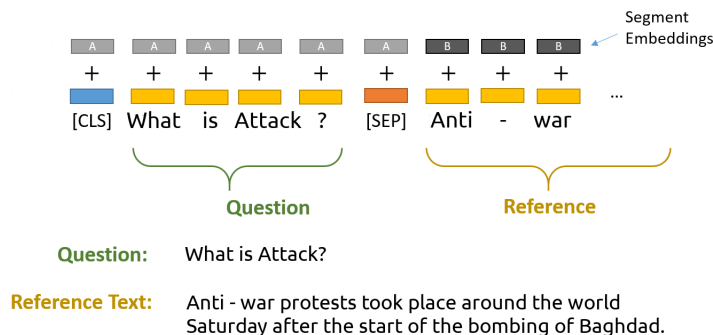 Segment
Embeddings
A A A A A A B B B
+ + + + + + + + +
...
[CLS] What is Attack ? [SEP] Anti - war
Question Reference
Question: What is Attack?
Reference Text: Anti - war protests took place around the world
Saturday after the start of the bombing of Baghdad.